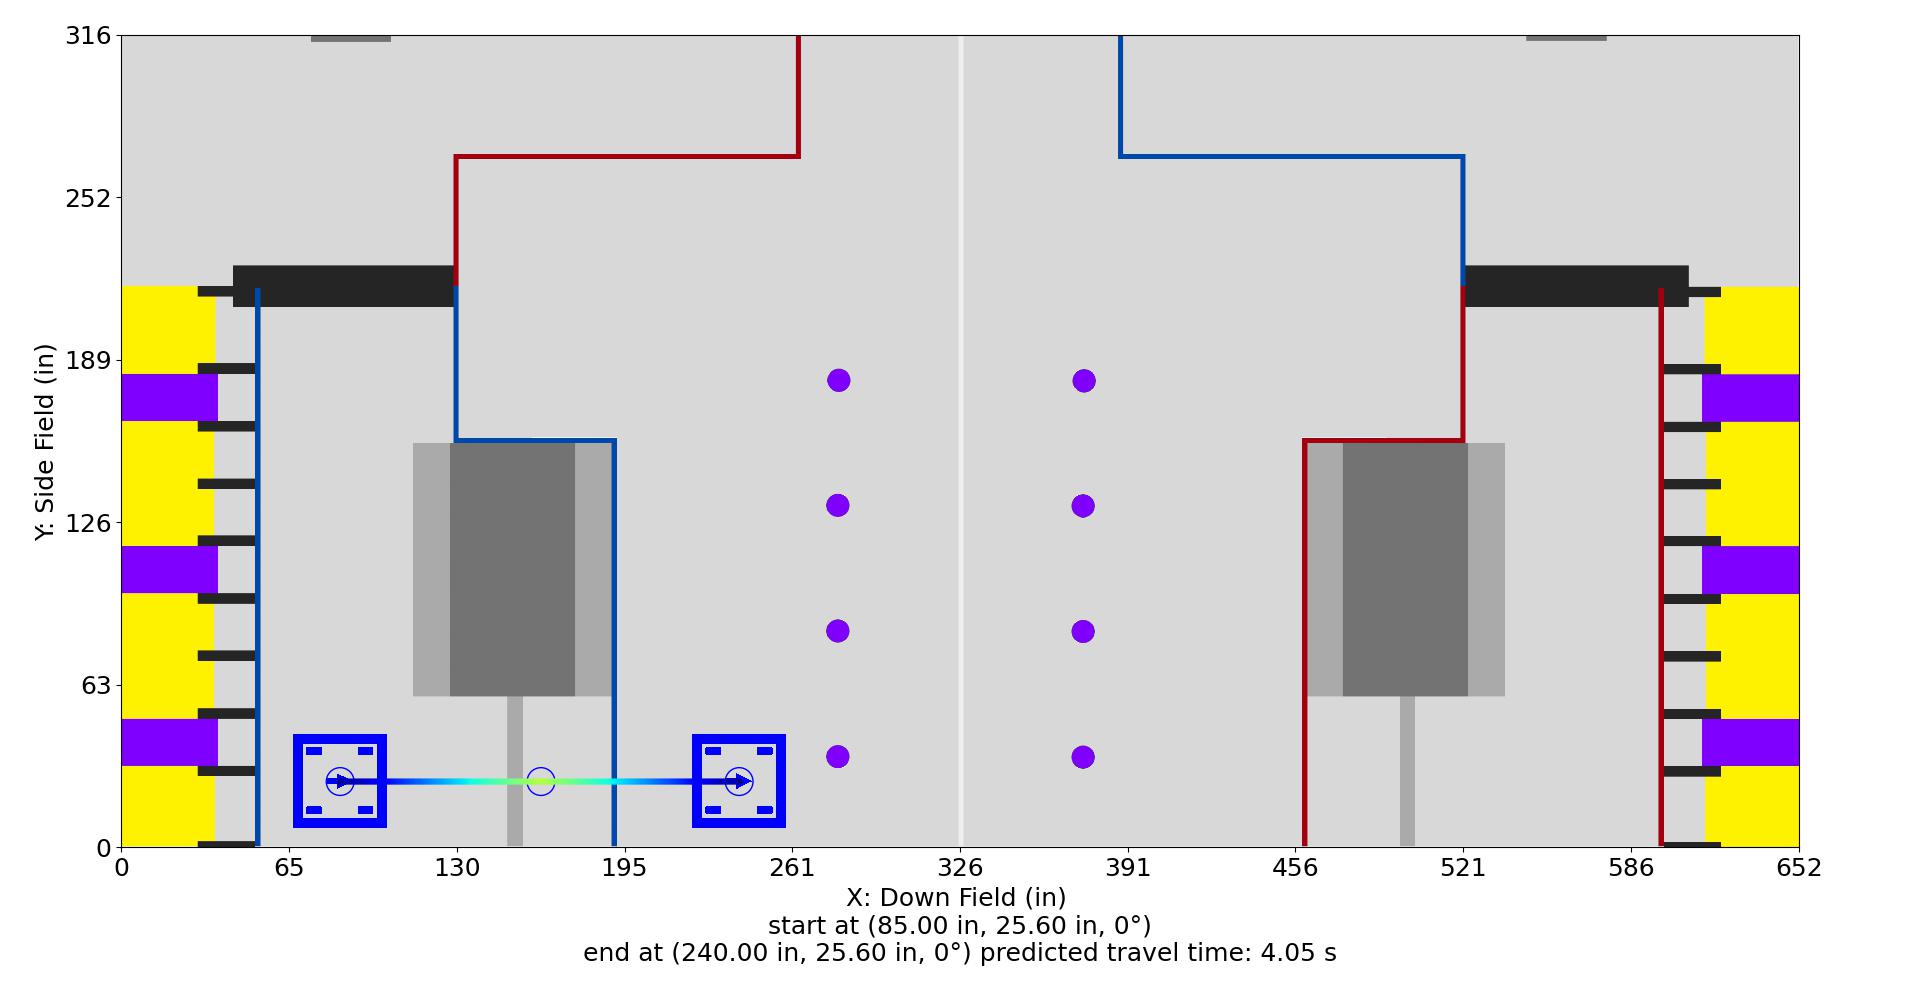 316
252
189
126
63
0
Y: Side Field (in)
0 65 130 195 261 326 391 456 521 586 652
X: Down Field (in)
start at (85.00 in, 25.60 in, 0°)
end at (240.00 in, 25.60 in, 0°) predicted travel time: 4.05 s